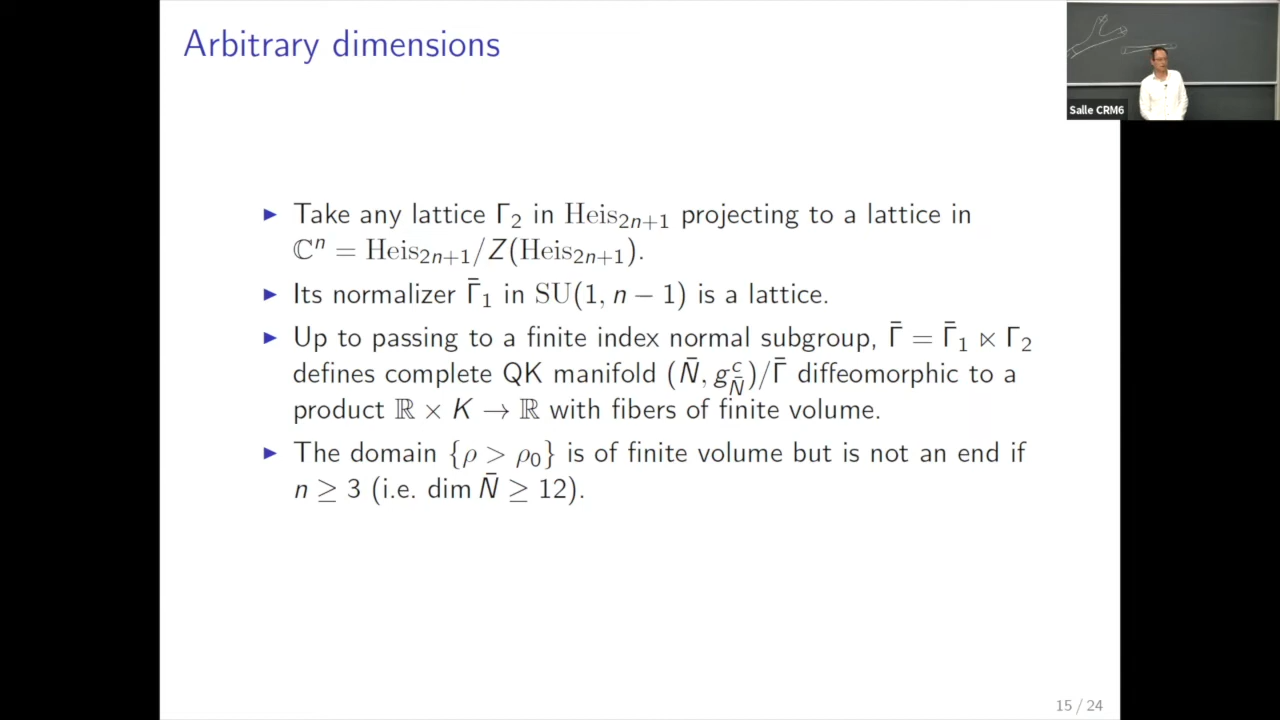 Arbitrary dimensions
Salle CRM6
▶ Take any lattice Γ₂ in Heis₂ₙ₊₁ projecting to a lattice in
ℂⁿ = Heis₂ₙ₊₁/Z(Heis₂ₙ₊₁).
▶ Its normalizer Γ̄₁ in SU(1, n − 1) is a lattice.
▶ Up to passing to a finite index normal subgroup, Γ̄ = Γ̄₁ ⋉ Γ₂
defines complete QK manifold (N̄, g^c_N̄)/Γ̄ diffeomorphic to a
product ℝ × K → ℝ with fibers of finite volume.
▶ The domain {ρ > ρ₀} is of finite volume but is not an end if
n ≥ 3 (i.e. dim N̄ ≥ 12).
15 / 24